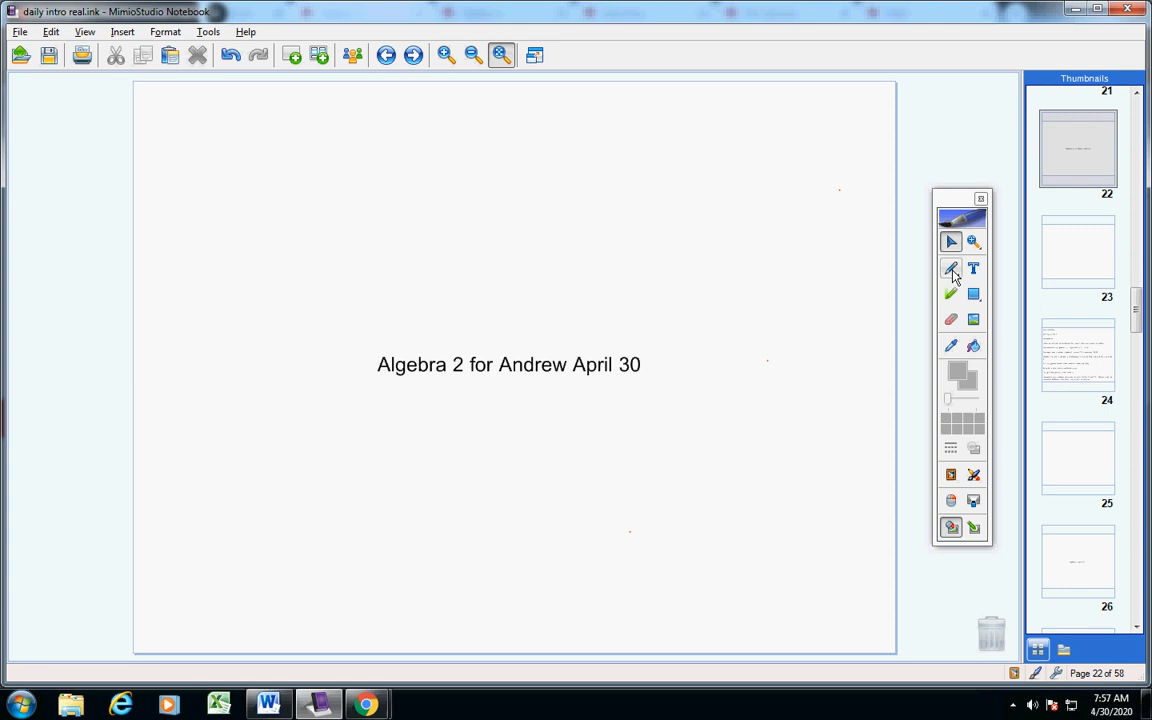 daily intro real.ink - MimioStudio Notebook
File Edit View Insert Format Tools Help
Thumbnails
21
22
23
24
25
26
Algebra 2 for Andrew April 30
T
Page 22 of 58
7:57 AM
4/30/2020